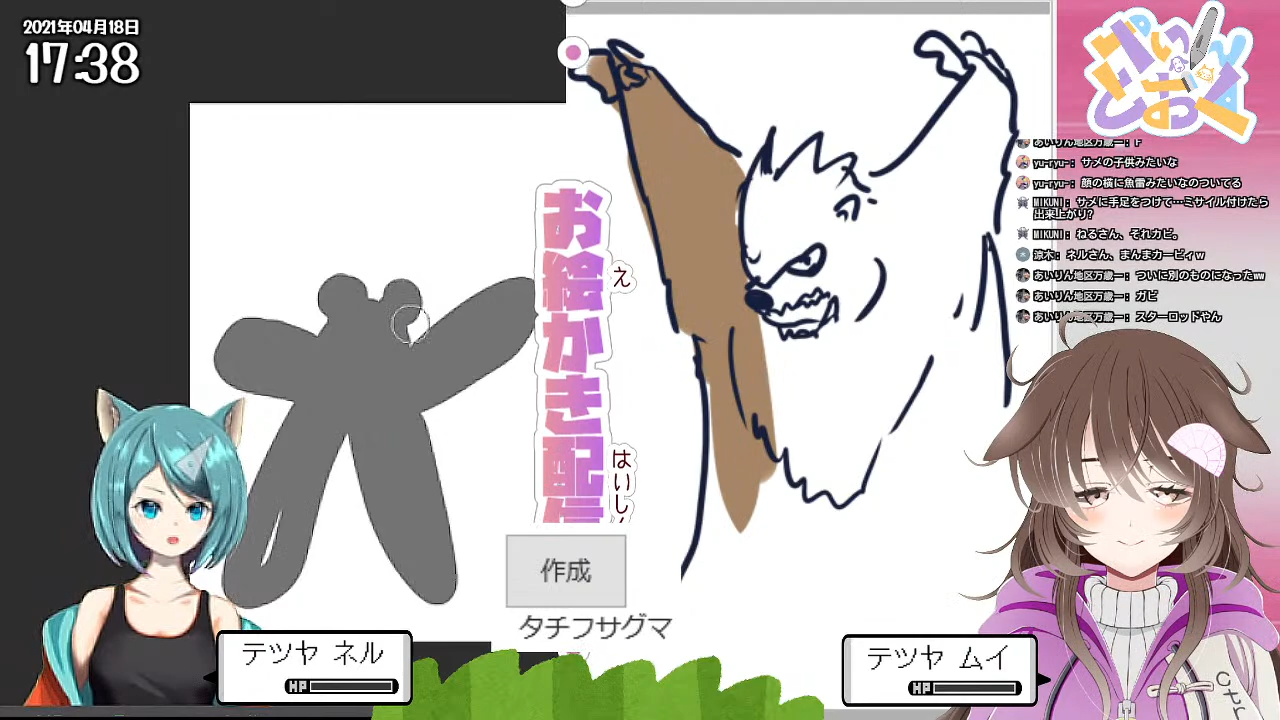 2021年04月18日
17:38
お絵かき配信
え
はいし
作成
タチフサグマ
テツヤ ネル
HP
テツヤ ムイ
HP
あいりん地区万歳一: F
yu-ryu-: サメの子供みたいな
yu-ryu-: 顔の横に魚雷みたいなのついてる
MIKUNI: サメに手足をつけて…ミサイル付けたら
出来上がり?
MIKUNI: ねるさん、それカビ。
涼木: ネルさん、まんまカービィw
あいりん地区万歳一: ついに別のものになったww
あいりん地区万歳一: ガビ
あいりん地区万歳一: スターロッドやん